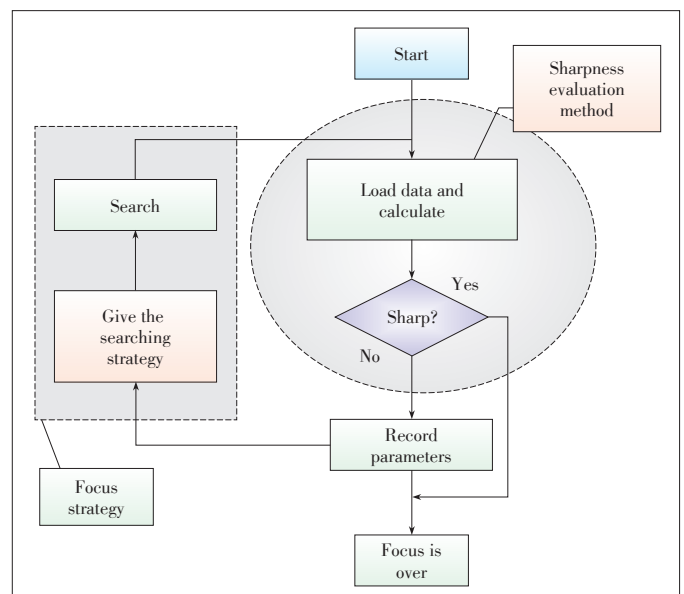 Start
Sharpness
evaluation
method
Load data and
calculate
Search
Yes
Sharp?
No
Give the
searching
strategy
Record
parameters
Focus
strategy
Focus is
over